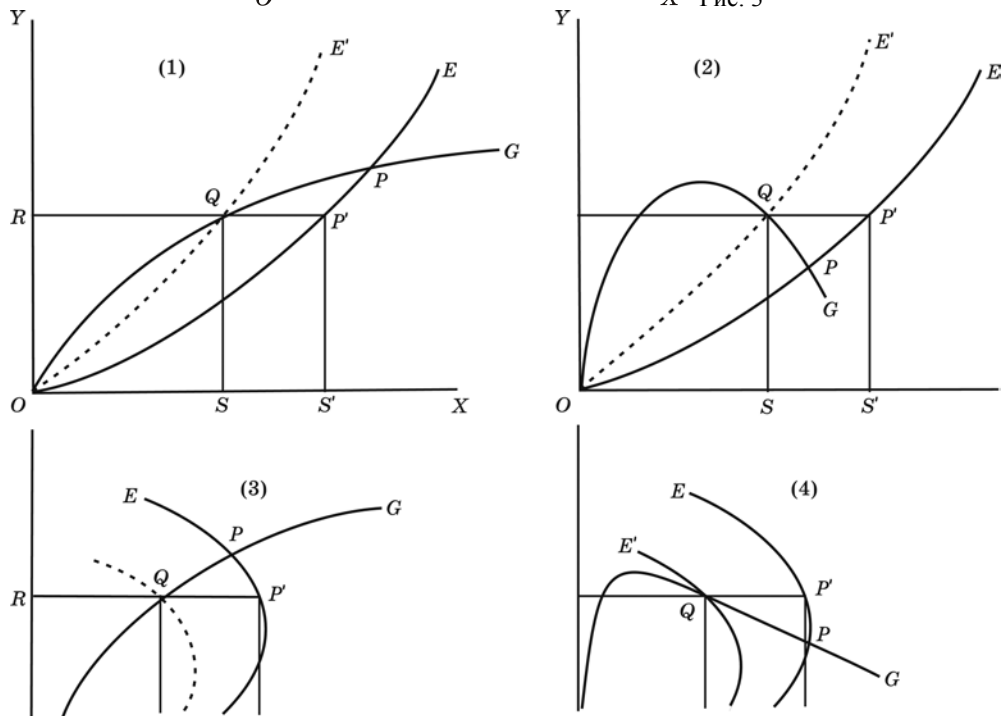 O X Рис. 3
Y E' E (1) G Q P R P' O S S' X
Y E' E (2) Q P' P G O S S'
E (3) G P Q P' R
E (4) E' P' Q P G